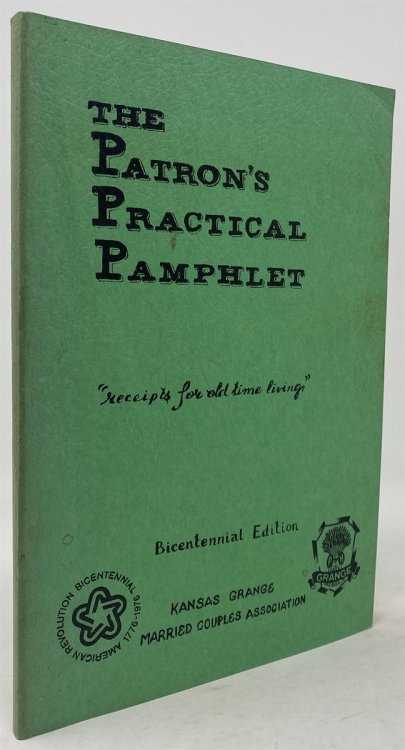 THE
PATRON'S
PRACTICAL
PAMPHLET
"receipts for old time living"
Bicentennial Edition
AMERICAN REVOLUTION BICENTENNIAL 1776-1976
GRANGE
KANSAS GRANGE
MARRIED COUPLES ASSOCIATION